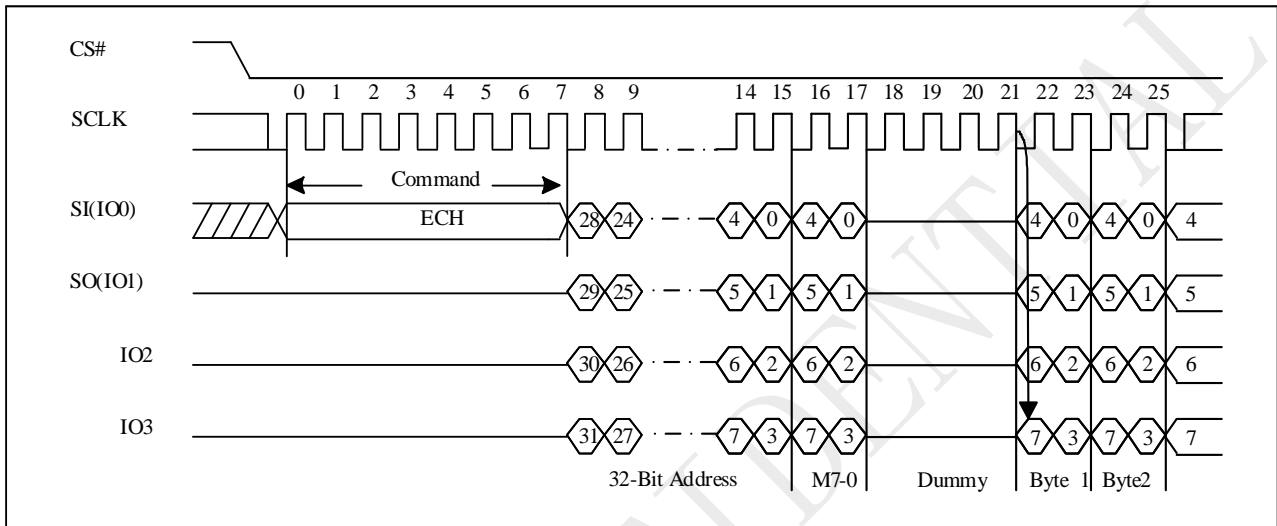 CS#
0 1 2 3 4 5 6 7 8 9 14 15 16 17 18 19 20 21 22 23 24 25
SCLK
Command
SI(IO0) ECH 28 24 4 0 4 0 4 0 4 0 4
SO(IO1) 29 25 5 1 5 1 5 1 5 1 5
IO2 30 26 6 2 6 2 6 2 6 2 6
IO3 31 27 7 3 7 3 7 3 7 3 7
32-Bit Address M7-0 Dummy Byte 1 Byte2
DENTIAL